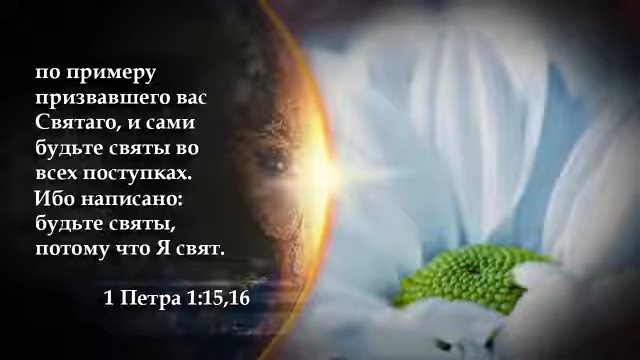 по примеру
призвавшего вас
Святаго, и сами
будьте святы во
всех поступках.
Ибо написано:
будьте святы,
потому что Я свят.
1 Петра 1:15,16